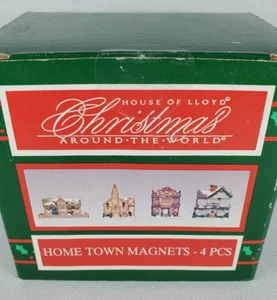 HOUSE OF LLOYD®
Christmas
AROUND·THE·WORLD®
HOME TOWN MAGNETS - 4 PCS